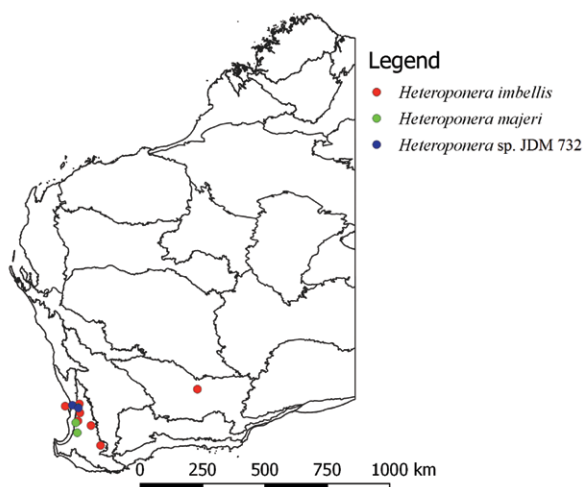 Legend
Heteroponera imbellis
Heteroponera majeri
Heteroponera sp. JDM 732
0 250 500 750 1000 km